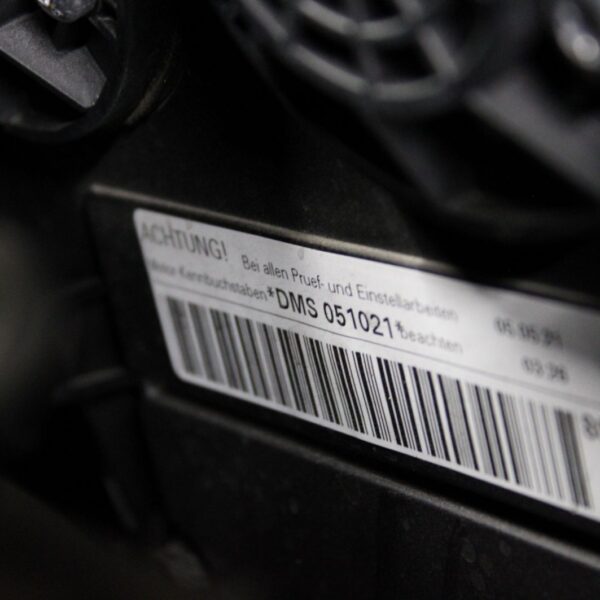 ACHTUNG! Bei allen Pruef- und Einstellarbeiten
Motor-Kennbuchstaben *DMS 051021* beachten